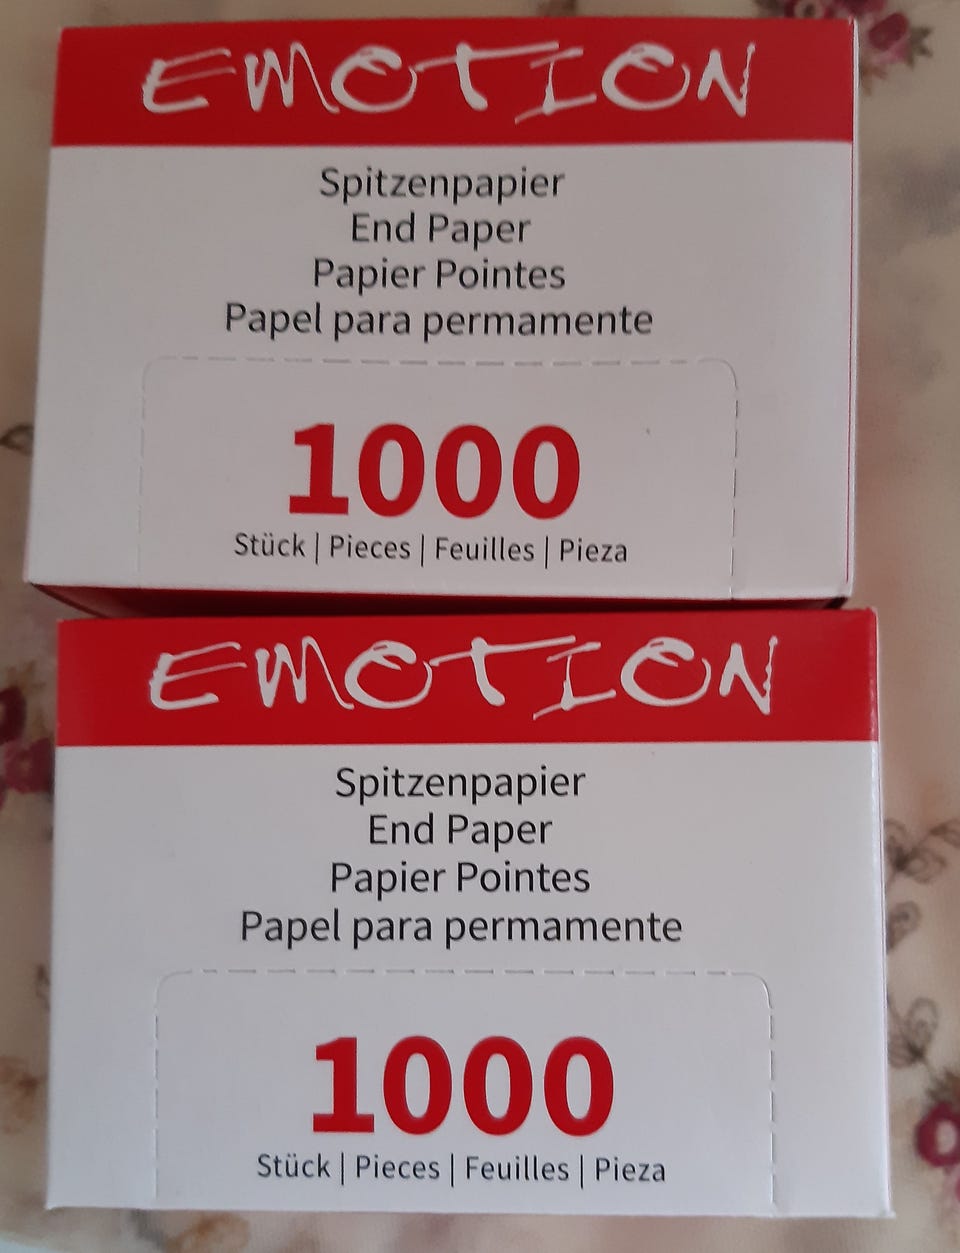 EMOTION
Spitzenpapier
End Paper
Papier Pointes
Papel para permamente
1000
Stück | Pieces | Feuilles | Pieza
EMOTION
Spitzenpapier
End Paper
Papier Pointes
Papel para permamente
1000
Stück | Pieces | Feuilles | Pieza